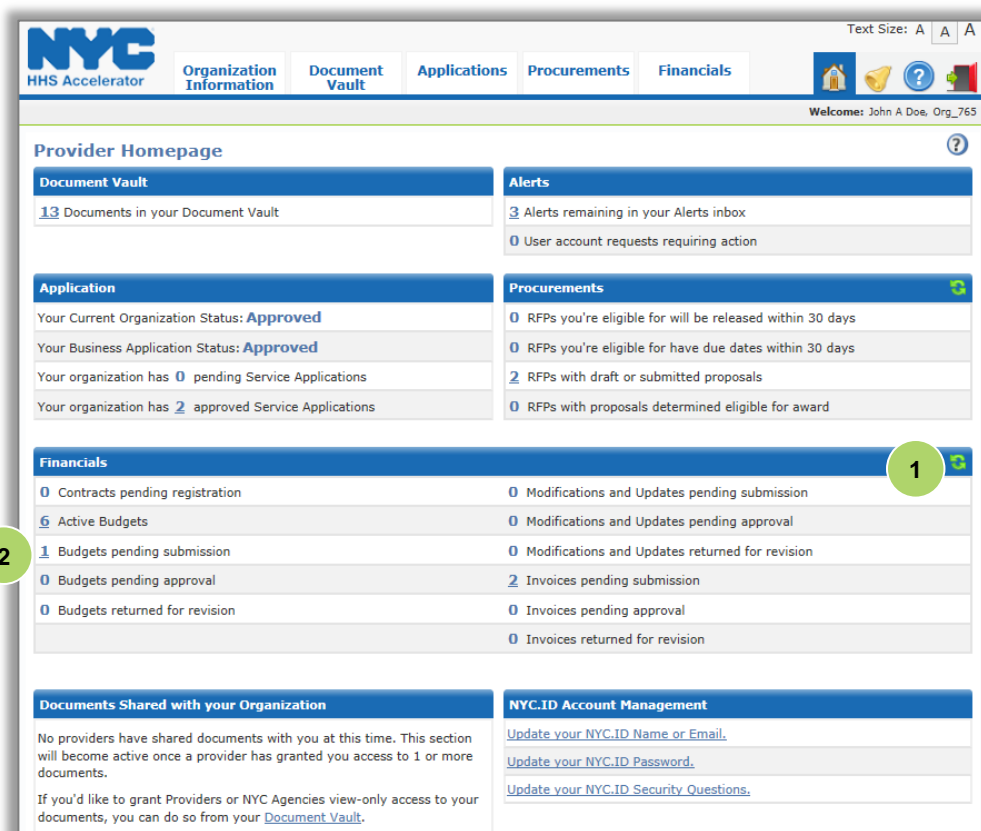 Text Size: A A A
NYC
HHS Accelerator
Organization Information
Document Vault
Applications
Procurements
Financials
Welcome: John A Doe, Org_765
Provider Homepage
Document Vault
13 Documents in your Document Vault
Alerts
3 Alerts remaining in your Alerts inbox
0 User account requests requiring action
Application
Your Current Organization Status: Approved
Your Business Application Status: Approved
Your organization has 0 pending Service Applications
Your organization has 2 approved Service Applications
Procurements
0 RFPs you're eligible for will be released within 30 days
0 RFPs you're eligible for have due dates within 30 days
2 RFPs with draft or submitted proposals
0 RFPs with proposals determined eligible for award
Financials
1
0 Contracts pending registration
6 Active Budgets
2
1 Budgets pending submission
0 Budgets pending approval
0 Budgets returned for revision
0 Modifications and Updates pending submission
0 Modifications and Updates pending approval
0 Modifications and Updates returned for revision
2 Invoices pending submission
0 Invoices pending approval
0 Invoices returned for revision
Documents Shared with your Organization
No providers have shared documents with you at this time. This section
will become active once a provider has granted you access to 1 or more
documents.
If you'd like to grant Providers or NYC Agencies view-only access to your
documents, you can do so from your Document Vault.
NYC.ID Account Management
Update your NYC.ID Name or Email.
Update your NYC.ID Password.
Update your NYC.ID Security Questions.